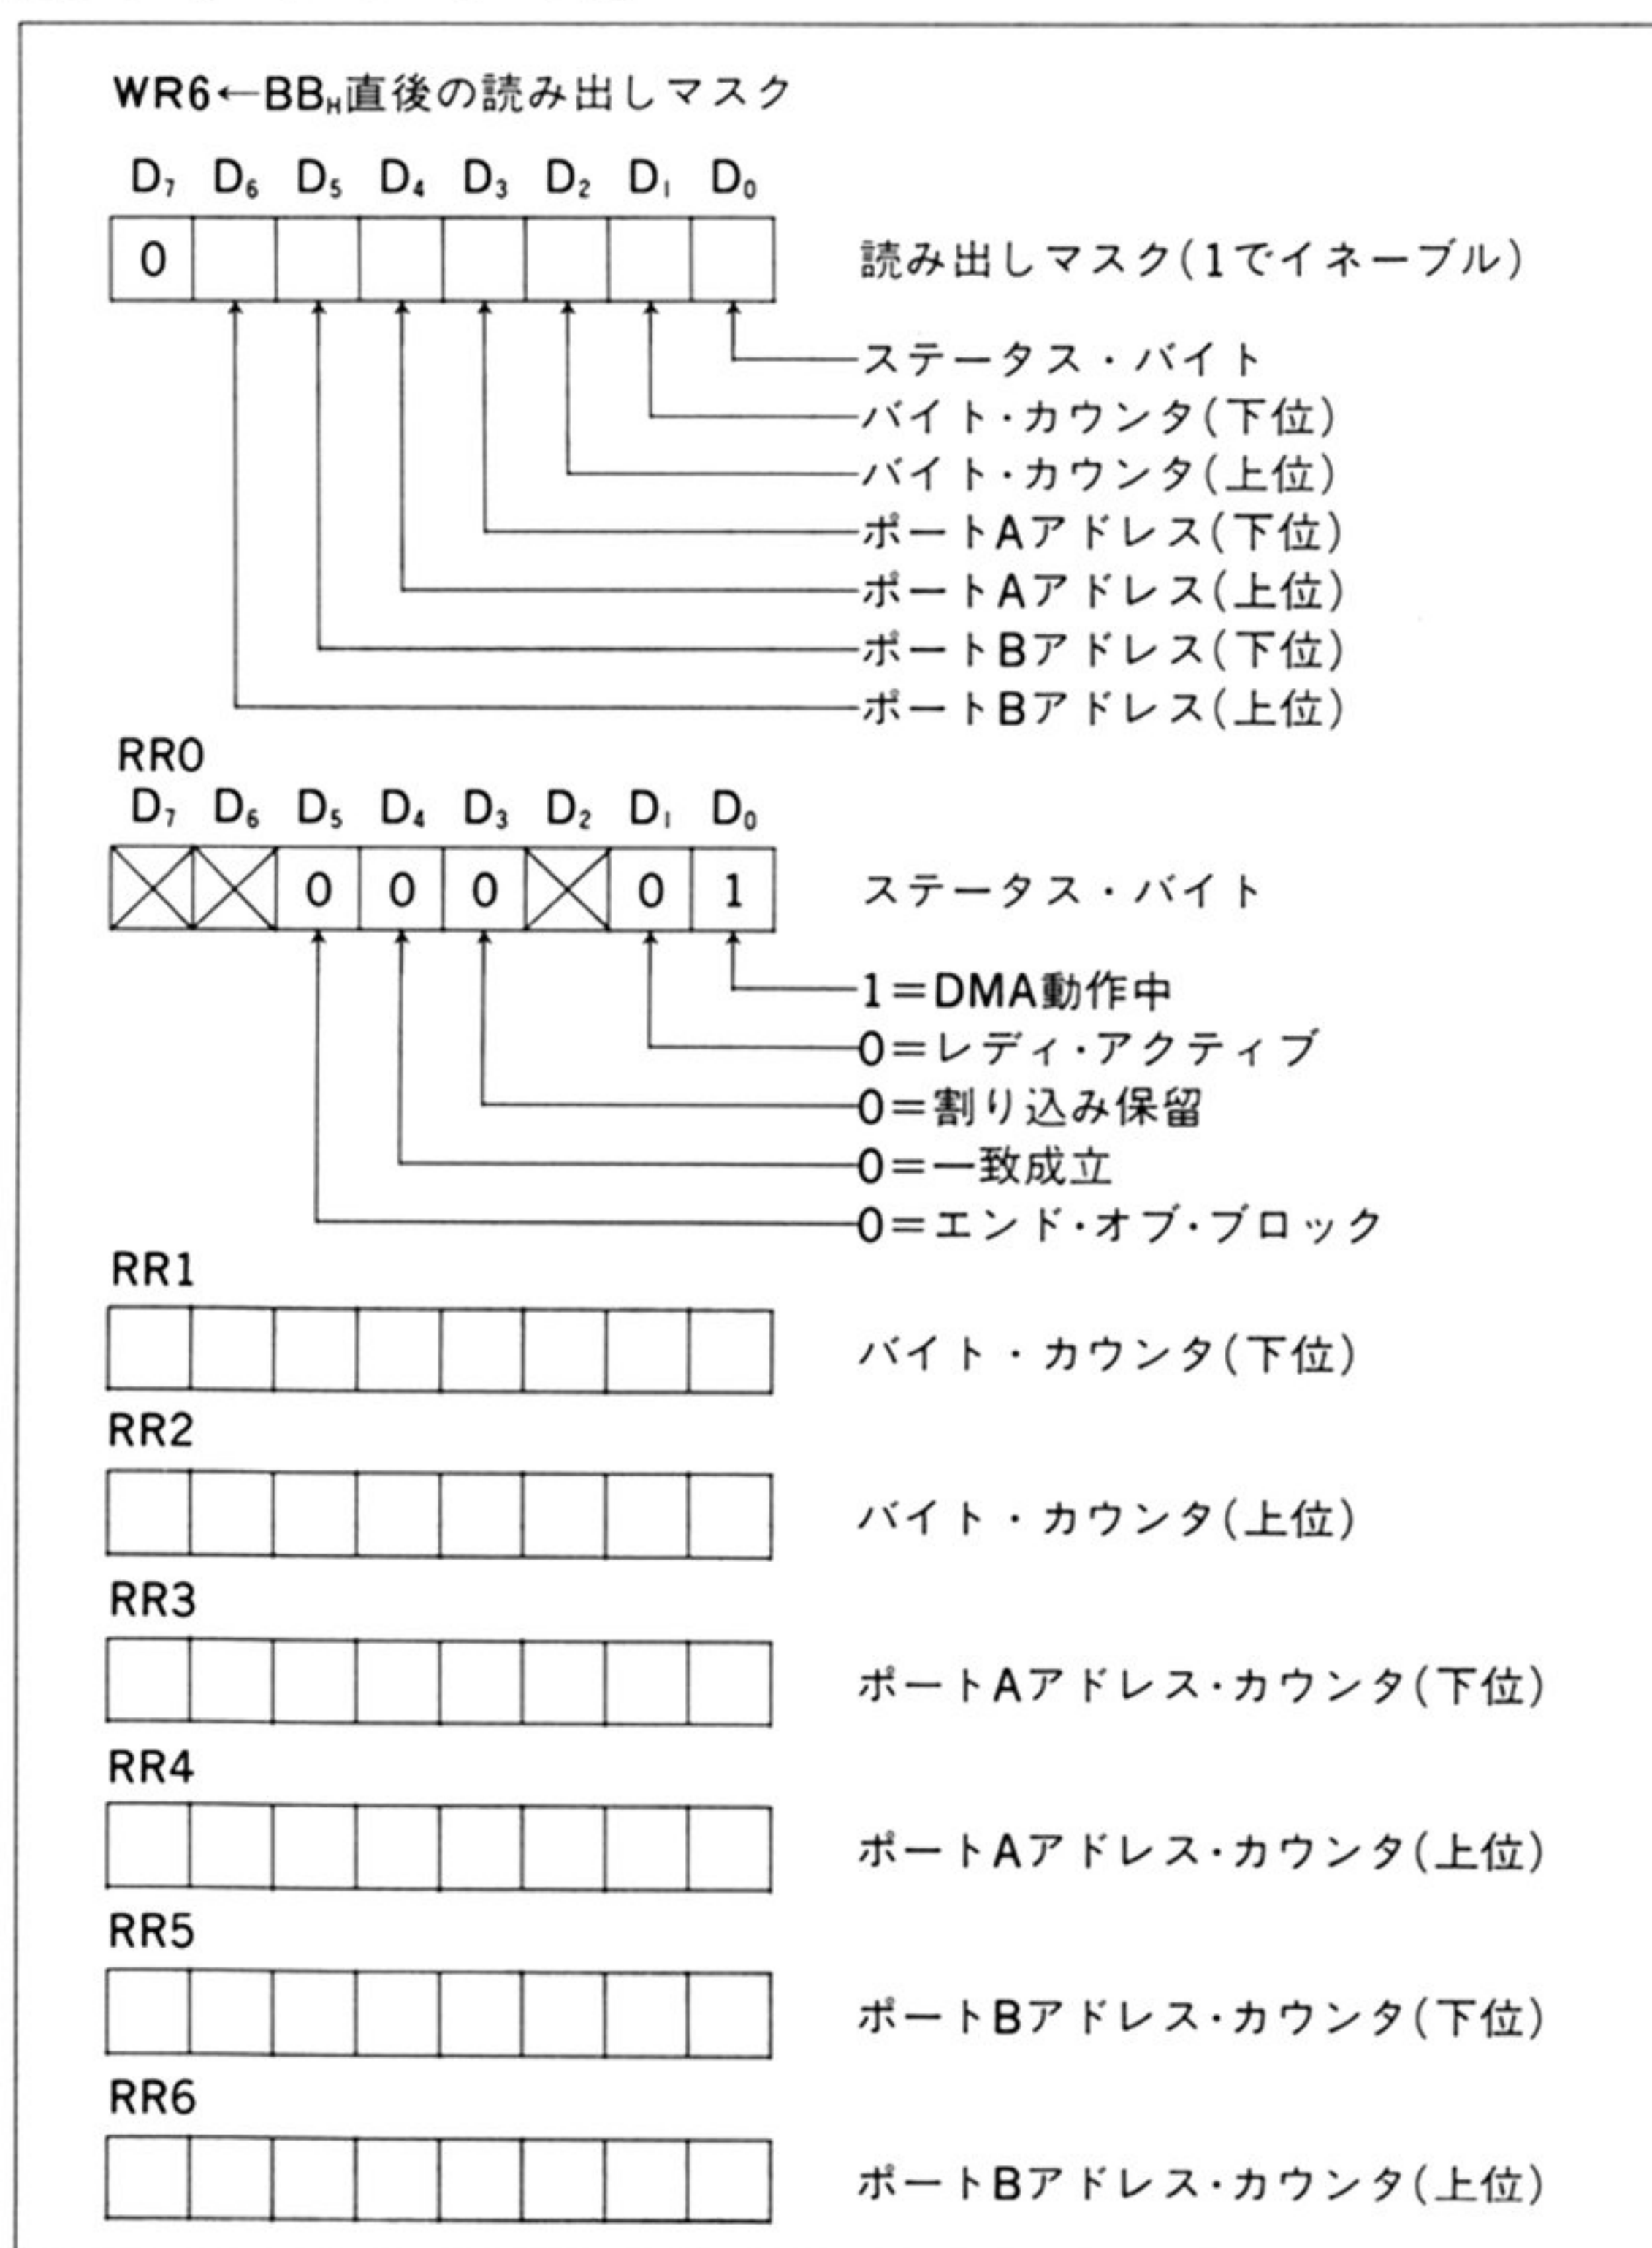 WR6←BBH直後の読み出しマスク
D7 D6 D5 D4 D3 D2 D1 D0
0 読み出しマスク(1でイネーブル)
ステータス・バイト
バイト・カウンタ(下位)
バイト・カウンタ(上位)
ポートAアドレス(下位)
ポートAアドレス(上位)
ポートBアドレス(下位)
ポートBアドレス(上位)
RR0
D7 D6 D5 D4 D3 D2 D1 D0
0 0 0 0 1 ステータス・バイト
1=DMA動作中
0=レディ・アクティブ
0=割り込み保留
0=一致成立
0=エンド・オブ・ブロック
RR1
バイト・カウンタ(下位)
RR2
バイト・カウンタ(上位)
RR3
ポートAアドレス・カウンタ(下位)
RR4
ポートAアドレス・カウンタ(上位)
RR5
ポートBアドレス・カウンタ(下位)
RR6
ポートBアドレス・カウンタ(上位)